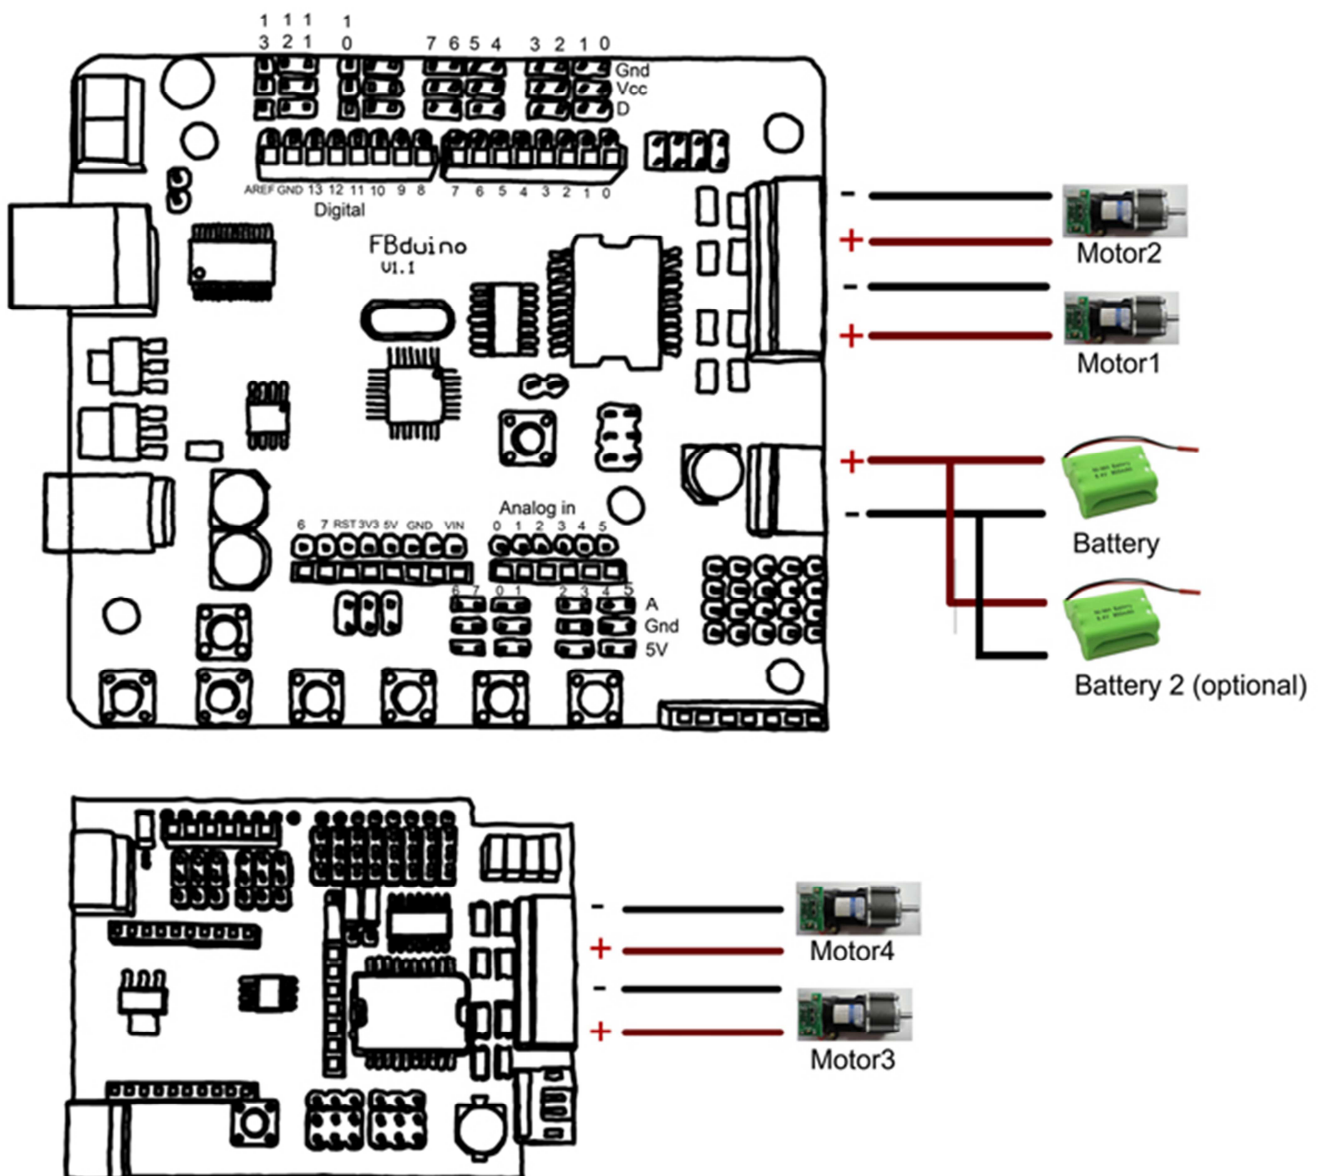 1 1 1 1
3 2 1 0 7 6 5 4 3 2 1 0
Gnd
Vcc
D
AREF GND 13 12 11 10 9 8 7 6 5 4 3 2 1 0
Digital
FBduino
V1.1
- Motor2
+
- Motor1
+
+
-
Battery
Battery 2 (optional)
Analog in
6 7 RST 3V3 5V GND VIN 0 1 2 3 4 5
6 7 0 1 2 3 4 5
A
Gnd
5V
-
+
Motor4
-
+
Motor3